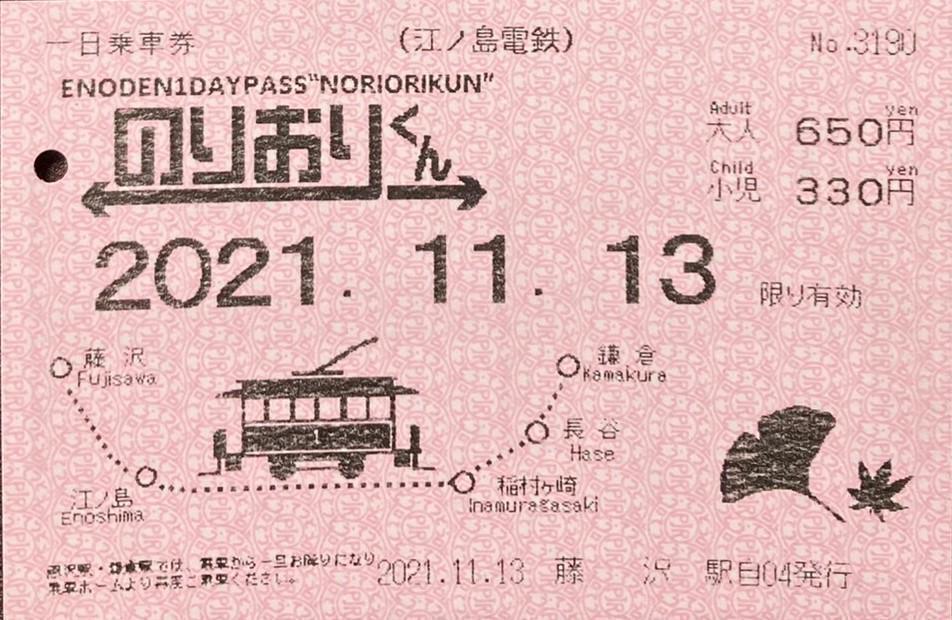 一日乗車券 (江ノ島電鉄) No.3190
ENODEN1DAYPASS"NORIORIKUN"
のりおりくん
Adult yen
大人 650円
Child yen
小児 330円
2021. 11. 13 限り有効
藤沢
Fujisawa
鎌倉
Kamakura
長谷
Hase
江ノ島
Enoshima
稲村ヶ崎
Inamuragasaki
藤沢駅・鎌倉駅では、乗車から一旦お降りになり
乗車ホームより再度ご乗車ください。
2021.11.13 藤 沢 駅自04発行